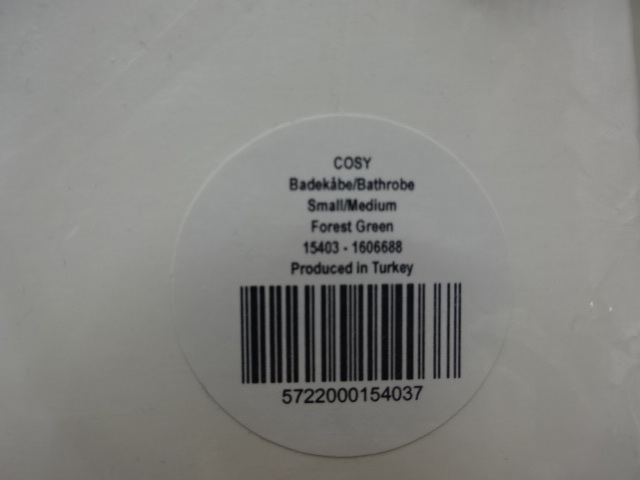 COSY
Badekåbe/Bathrobe
Small/Medium
Forest Green
15403 - 1606688
Produced in Turkey
5722000154037